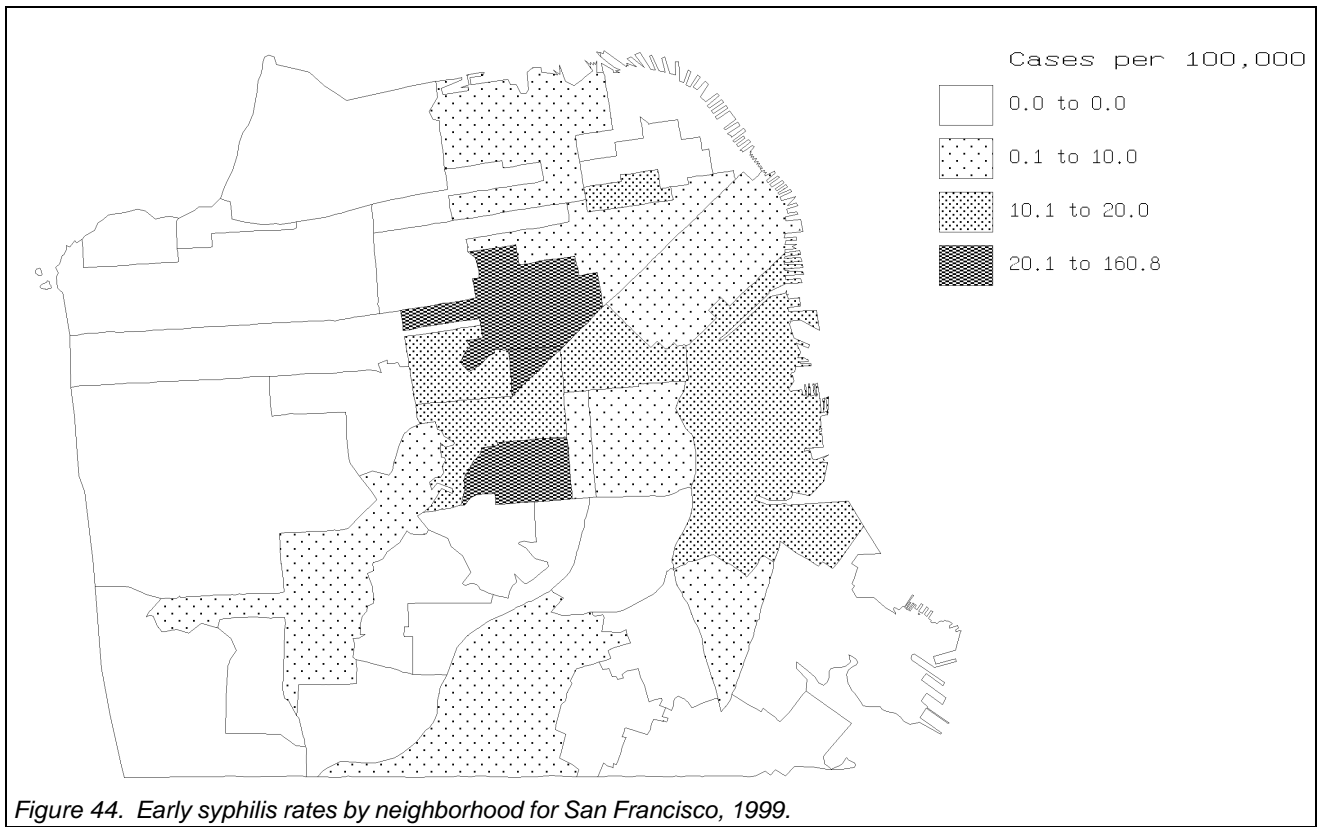 Cases per 100,000
0.0 to 0.0
0.1 to 10.0
10.1 to 20.0
20.1 to 160.8
Figure 44. Early syphilis rates by neighborhood for San Francisco, 1999.